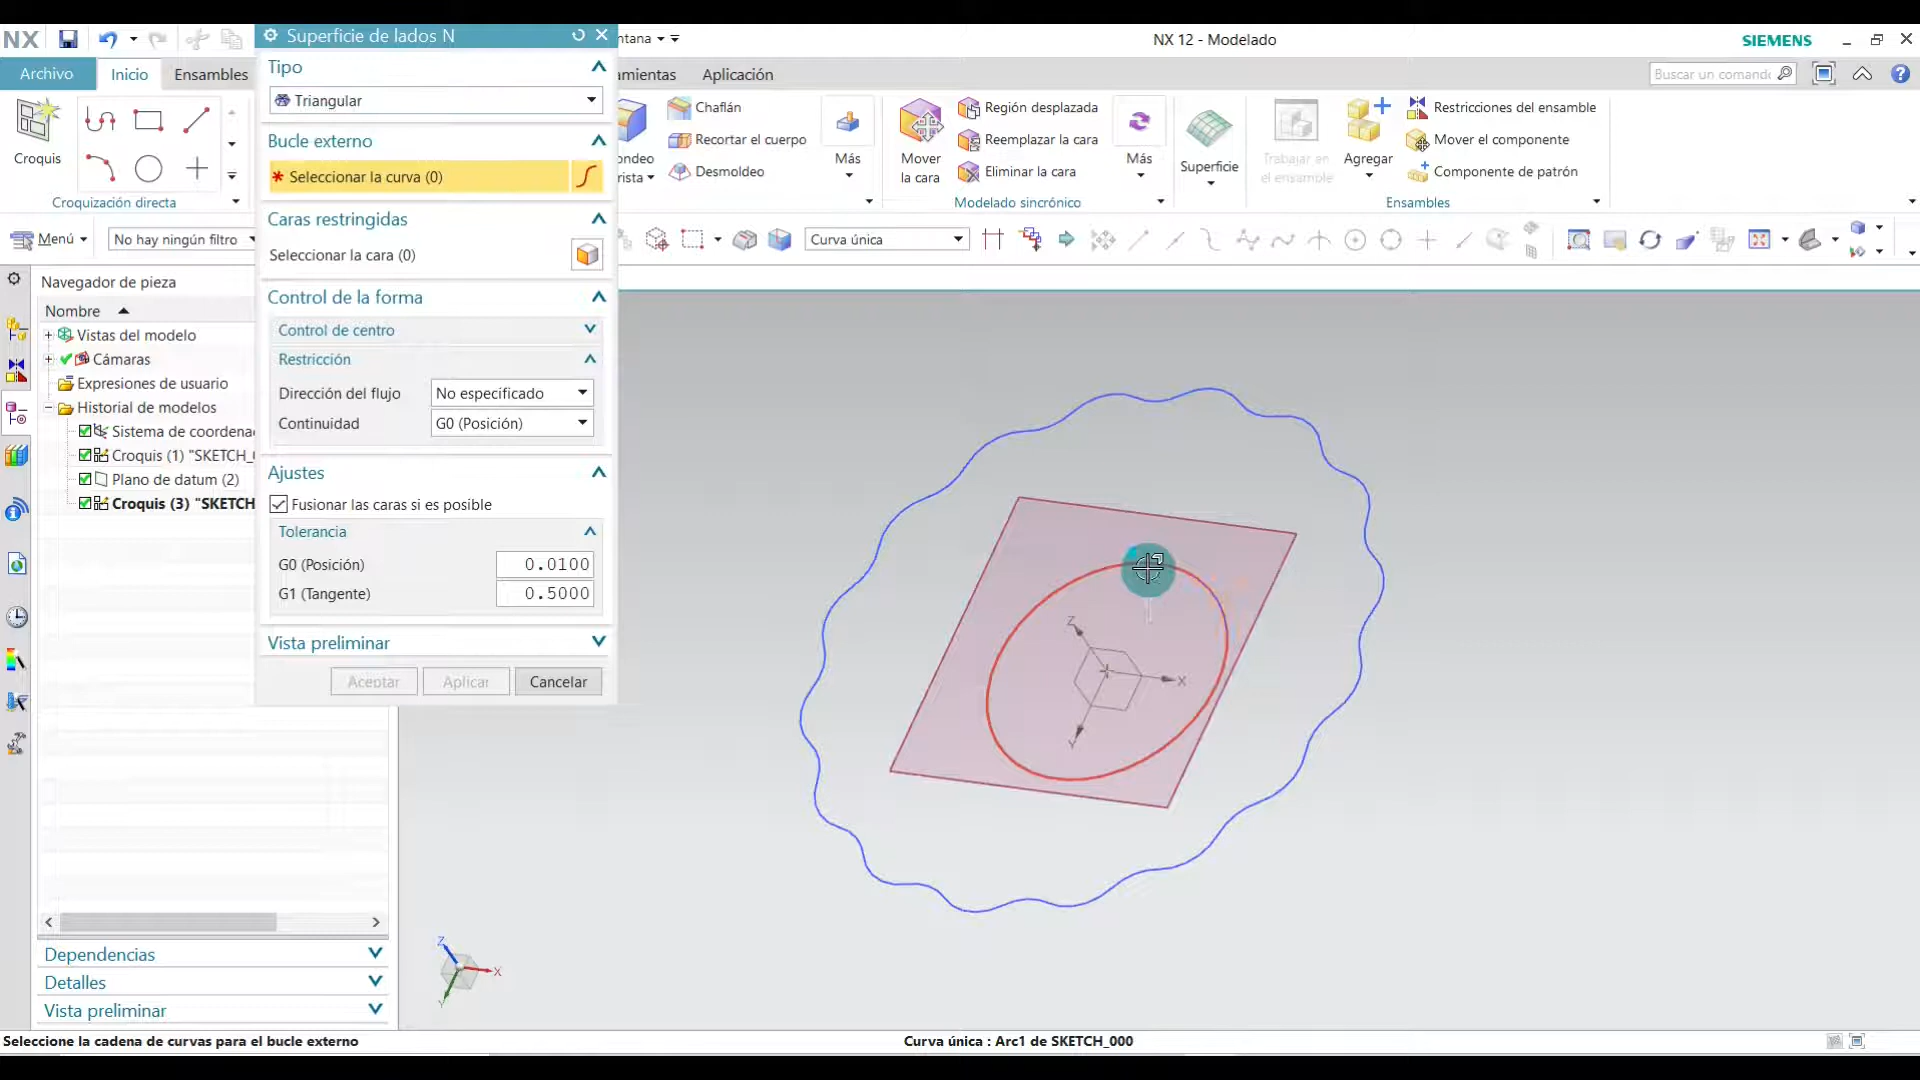 NX
Superficie de lados N
ntana
NX 12 - Modelado
SIEMENS
Archivo
Inicio
Ensambles
amientas
Aplicación
Buscar un comando
Tipo
Triangular
Bucle externo
* Seleccionar la curva (0)
Caras restringidas
Seleccionar la cara (0)
Control de la forma
Control de centro
Restricción
Dirección del flujo
No especificado
Continuidad
G0 (Posición)
Ajustes
Fusionar las caras si es posible
Tolerancia
G0 (Posición)
0.0100
G1 (Tangente)
0.5000
Vista preliminar
Aceptar
Aplicar
Cancelar
Croquis
Croquización directa
ondeo
rista
Chaflán
Recortar el cuerpo
Desmoldeo
Más
Mover
la cara
Región desplazada
Reemplazar la cara
Eliminar la cara
Más
Modelado sincrónico
Superficie
Trabajar en
el ensamble
Agregar
Restricciones del ensamble
Mover el componente
Componente de patrón
Ensambles
Menú
No hay ningún filtro
Curva única
Navegador de pieza
Nombre
Vistas del modelo
Cámaras
Expresiones de usuario
Historial de modelos
Sistema de coordena
Croquis (1) "SKETCH_
Plano de datum (2)
Croquis (3) "SKETCH
Dependencias
Detalles
Vista preliminar
Z
X
Y
Z
X
Y
Seleccione la cadena de curvas para el bucle externo
Curva única : Arc1 de SKETCH_000